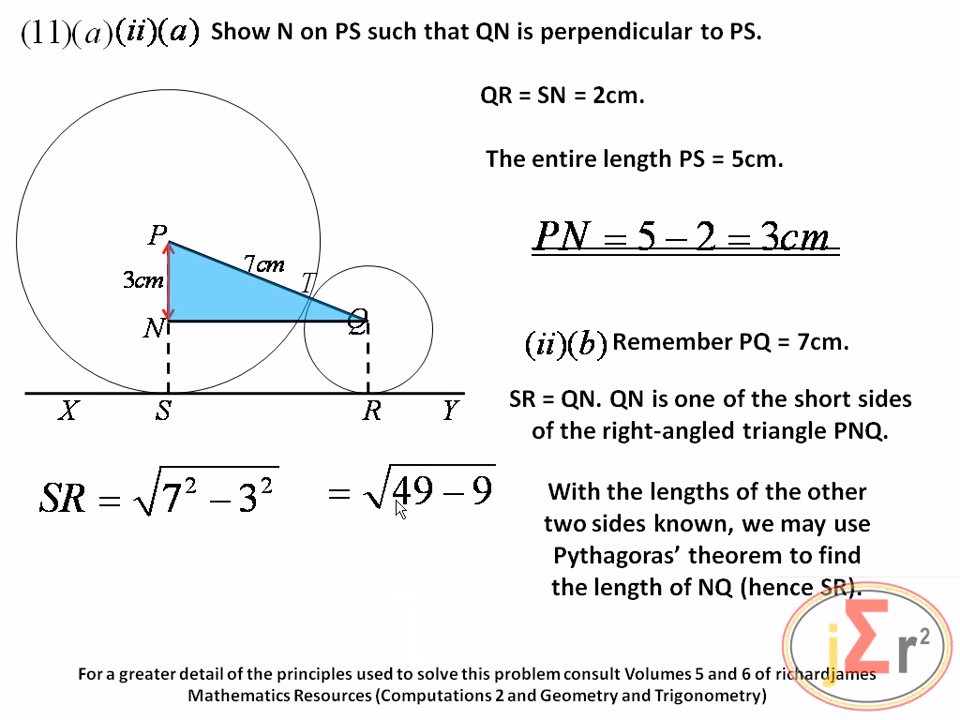 (11)(a)(ii)(a) Show N on PS such that QN is perpendicular to PS.
QR = SN = 2cm.
The entire length PS = 5cm.
PN = 5 − 2 = 3cm
P
3cm
7cm
T
N
Q
X S R Y
(ii)(b) Remember PQ = 7cm.
SR = QN. QN is one of the short sides
of the right-angled triangle PNQ.
SR = √7² − 3² = √49 − 9
With the lengths of the other
two sides known, we may use
Pythagoras’ theorem to find
the length of NQ (hence SR).
jΣr²
For a greater detail of the principles used to solve this problem consult Volumes 5 and 6 of richardjames
Mathematics Resources (Computations 2 and Geometry and Trigonometry)